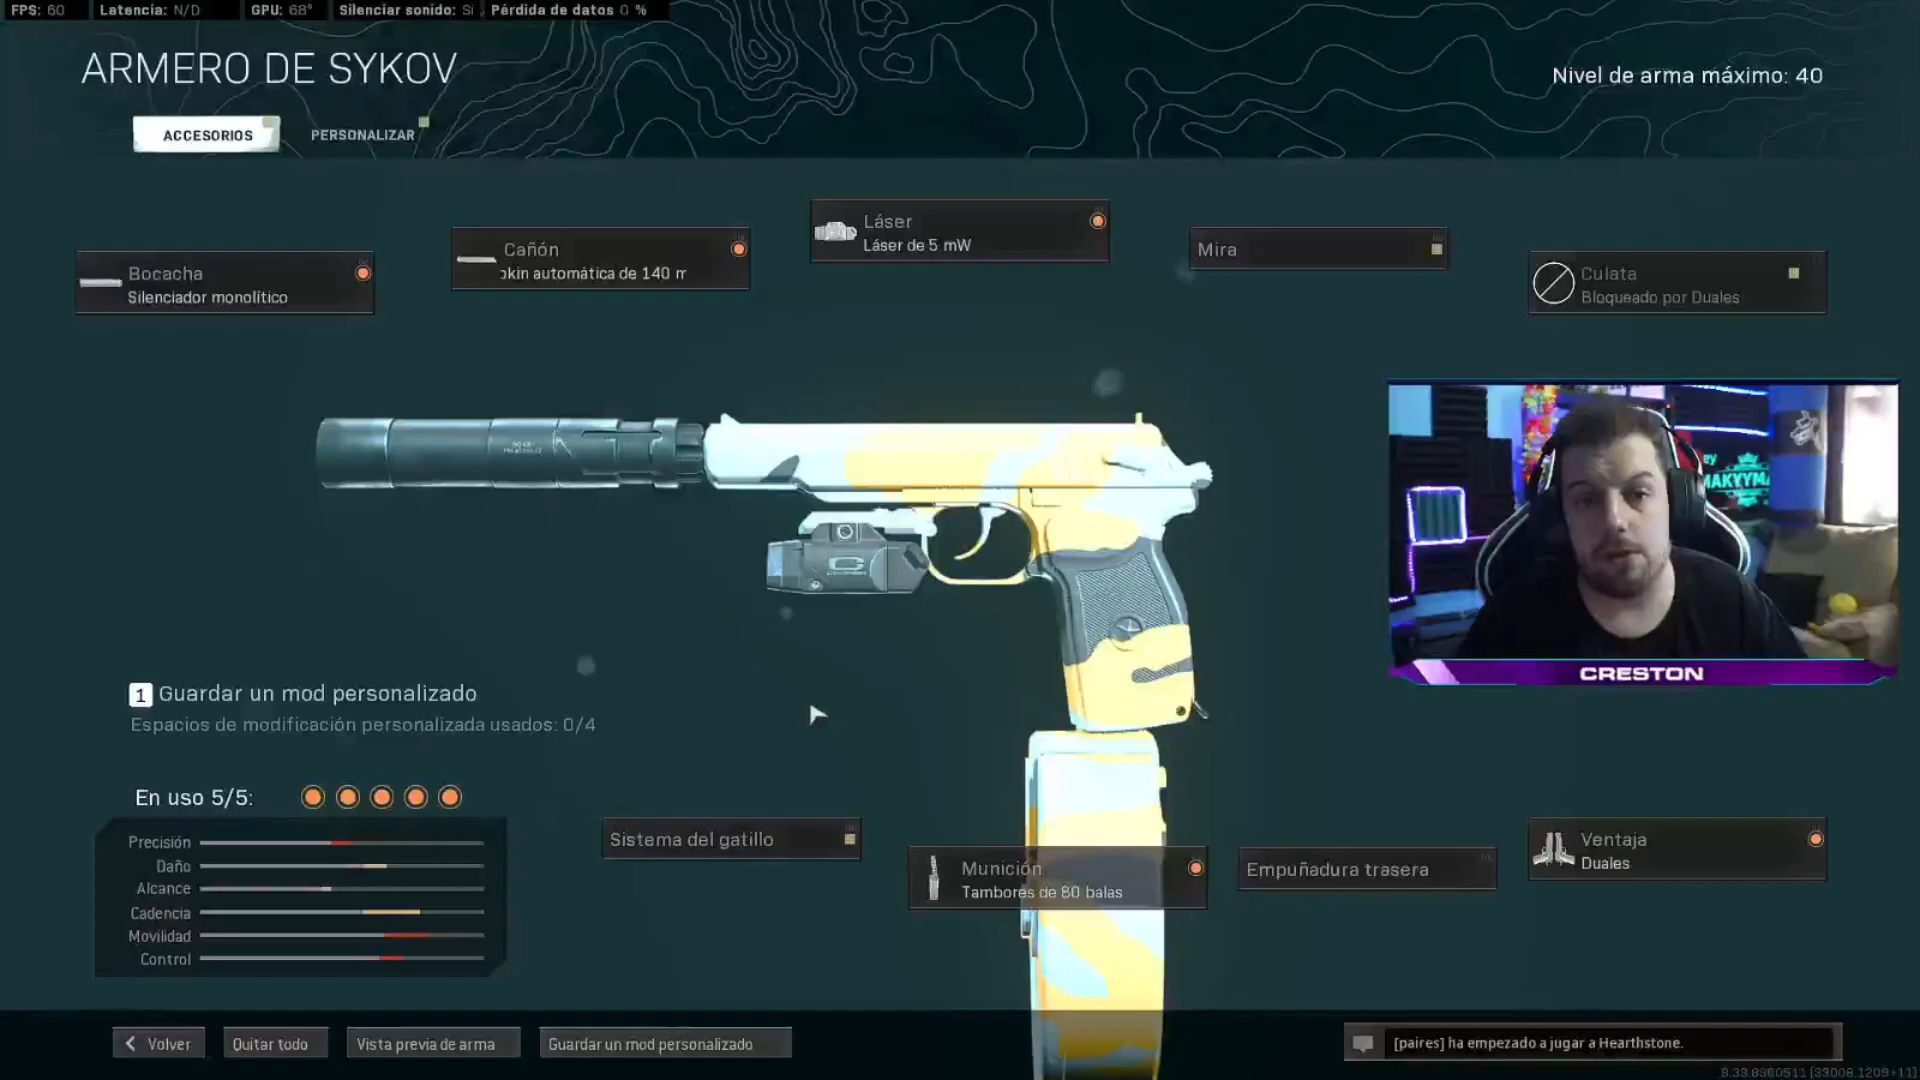 FPS: 60 Latencia: N/D GPU: 68° Silenciar sonido: Sí Pérdida de datos 0 %
ARMERO DE SYKOV
Nivel de arma máximo: 40
ACCESORIOS
PERSONALIZAR
Láser
Láser de 5 mW
Cañón
okin automática de 140 m
Mira
Bocacha
Silenciador monolítico
Culata
Bloqueado por Duales
MAKYYMA
CRESTON
1 Guardar un mod personalizado
Espacios de modificación personalizada usados: 0/4
En uso 5/5:
Precisión
Daño
Alcance
Cadencia
Movilidad
Control
Sistema del gatillo
Munición
Tambores de 80 balas
Empuñadura trasera
Ventaja
Duales
Volver
Quitar todo
Vista previa de arma
Guardar un mod personalizado
[paires] ha empezado a jugar a Hearthstone.